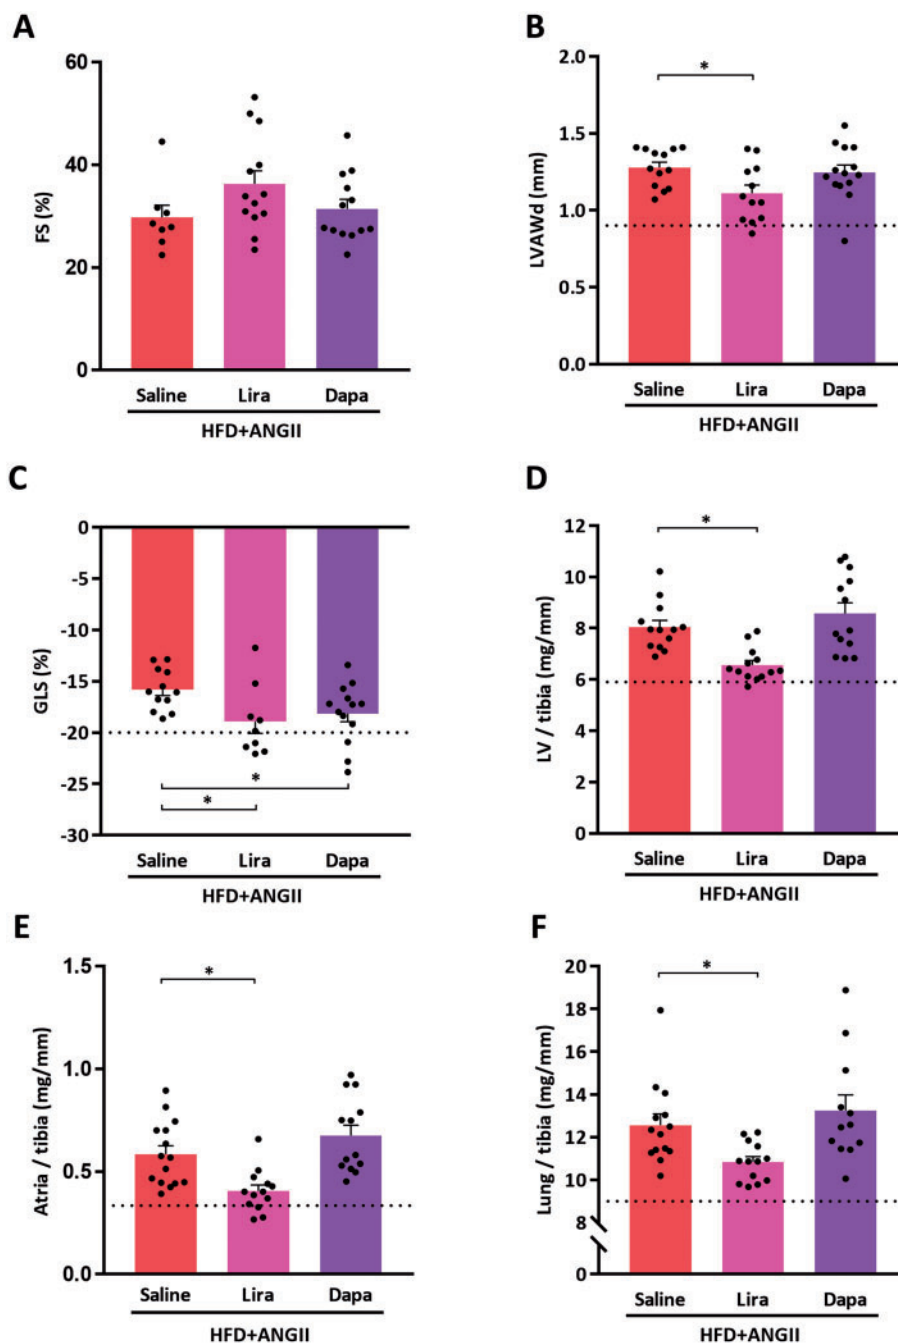 A
60
40
20
0
FS (%)
Saline Lira Dapa
HFD+ANGII
B
2.0
1.5
1.0
0.5
0.0
LVAWd (mm)
*
Saline Lira Dapa
HFD+ANGII
C
0
-5
-10
-15
-20
-25
-30
GLS (%)
*
*
Saline Lira Dapa
HFD+ANGII
D
12
10
8
6
4
2
0
LV / tibia (mg/mm)
*
Saline Lira Dapa
HFD+ANGII
E
1.5
1.0
0.5
0.0
Atria / tibia (mg/mm)
*
Saline Lira Dapa
HFD+ANGII
F
20
18
16
14
12
10
8
0
Lung / tibia (mg/mm)
*
Saline Lira Dapa
HFD+ANGII